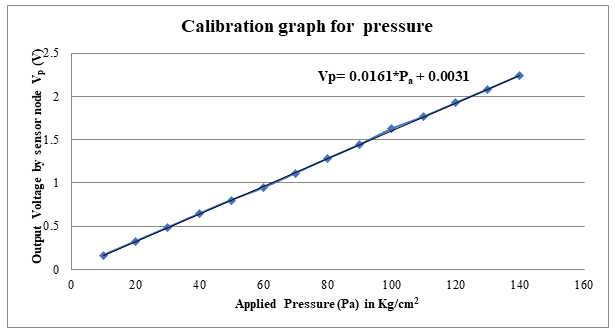 Calibration graph for pressure
Output Voltage by sensor node Vₚ (V)
2.5
Vp= 0.0161*Pₐ + 0.0031
2
1.5
1
0.5
0
0 20 40 60 80 100 120 140 160
Applied Pressure (Pa) in Kg/cm²